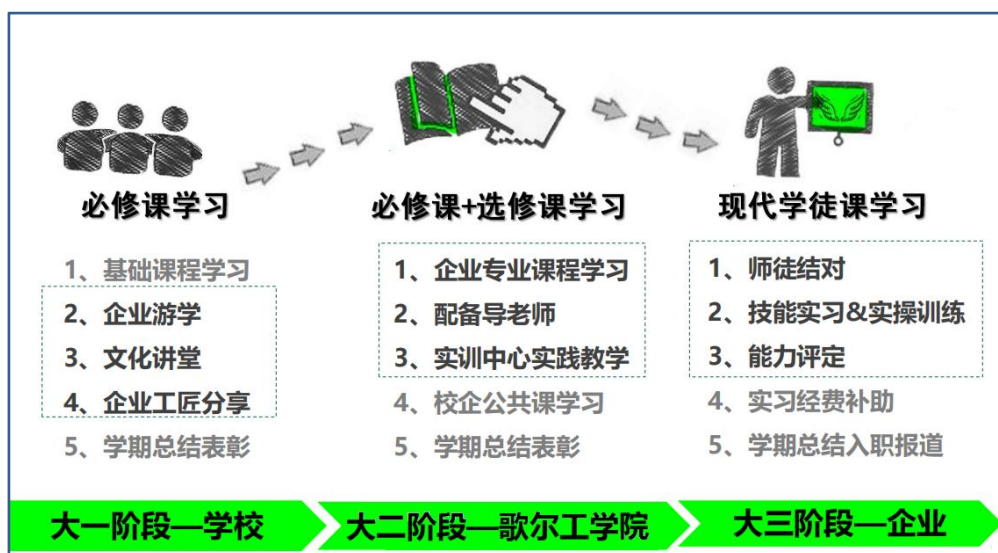 必修课学习
1、基础课程学习
2、企业游学
3、文化讲堂
4、企业工匠分享
5、学期总结表彰
必修课+选修课学习
1、企业专业课程学习
2、配备导老师
3、实训中心实践教学
4、校企公共课学习
5、学期总结表彰
现代学徒课学习
1、师徒结对
2、技能实习&实操训练
3、能力评定
4、实习经费补助
5、学期总结入职报道
大一阶段—学校
大二阶段—歌尔工学院
大三阶段—企业